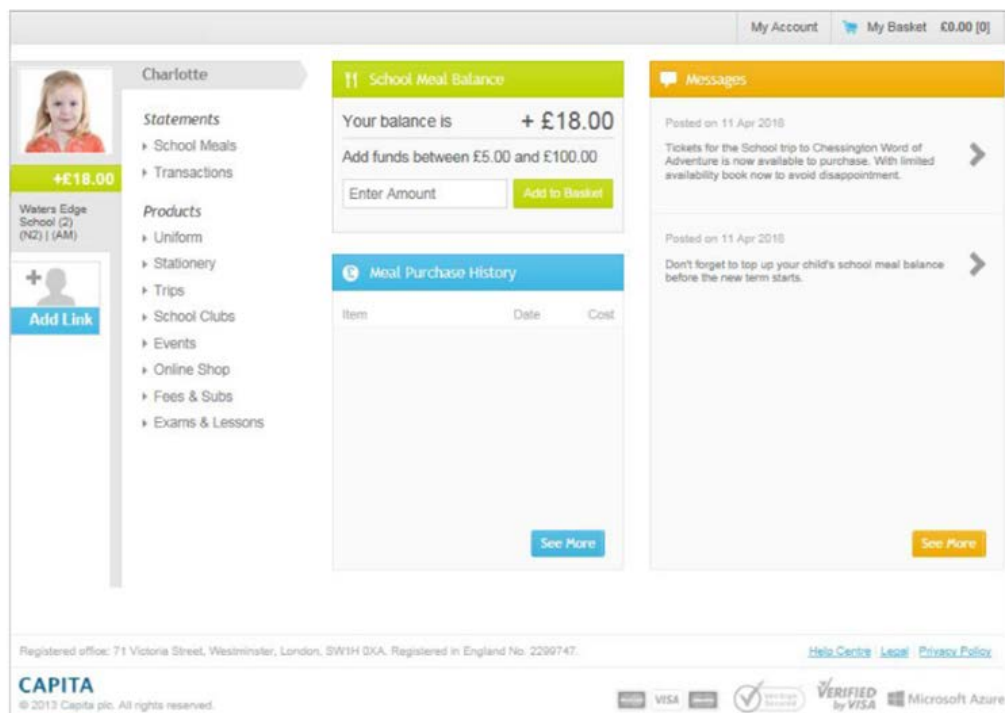 My Account
My Basket £0.00 [0]
+£18.00
Waters Edge
School (2)
(N2) | (AM)
Add Link
Charlotte
Statements
School Meals
Transactions
Products
Uniform
Stationery
Trips
School Clubs
Events
Online Shop
Fees & Subs
Exams & Lessons
School Meal Balance
Your balance is + £18.00
Add funds between £5.00 and £100.00
Enter Amount Add to Basket
Meal Purchase History
Item Date Cost
See More
Messages
Posted on 11 Apr 2016
Tickets for the School trip to Chessington Word of
Adventure is now available to purchase. With limited
availability book now to avoid disappointment.
Posted on 11 Apr 2016
Don't forget to top up your child's school meal balance
before the new term starts.
See More
Registered office: 71 Victoria Street, Westminster, London, SW1H 0XA. Registered in England No. 2299747.
Help Centre Legal Privacy Policy
CAPITA
© 2013 Capita plc. All rights reserved.
VISA
VERIFIED
by VISA
Microsoft Azure